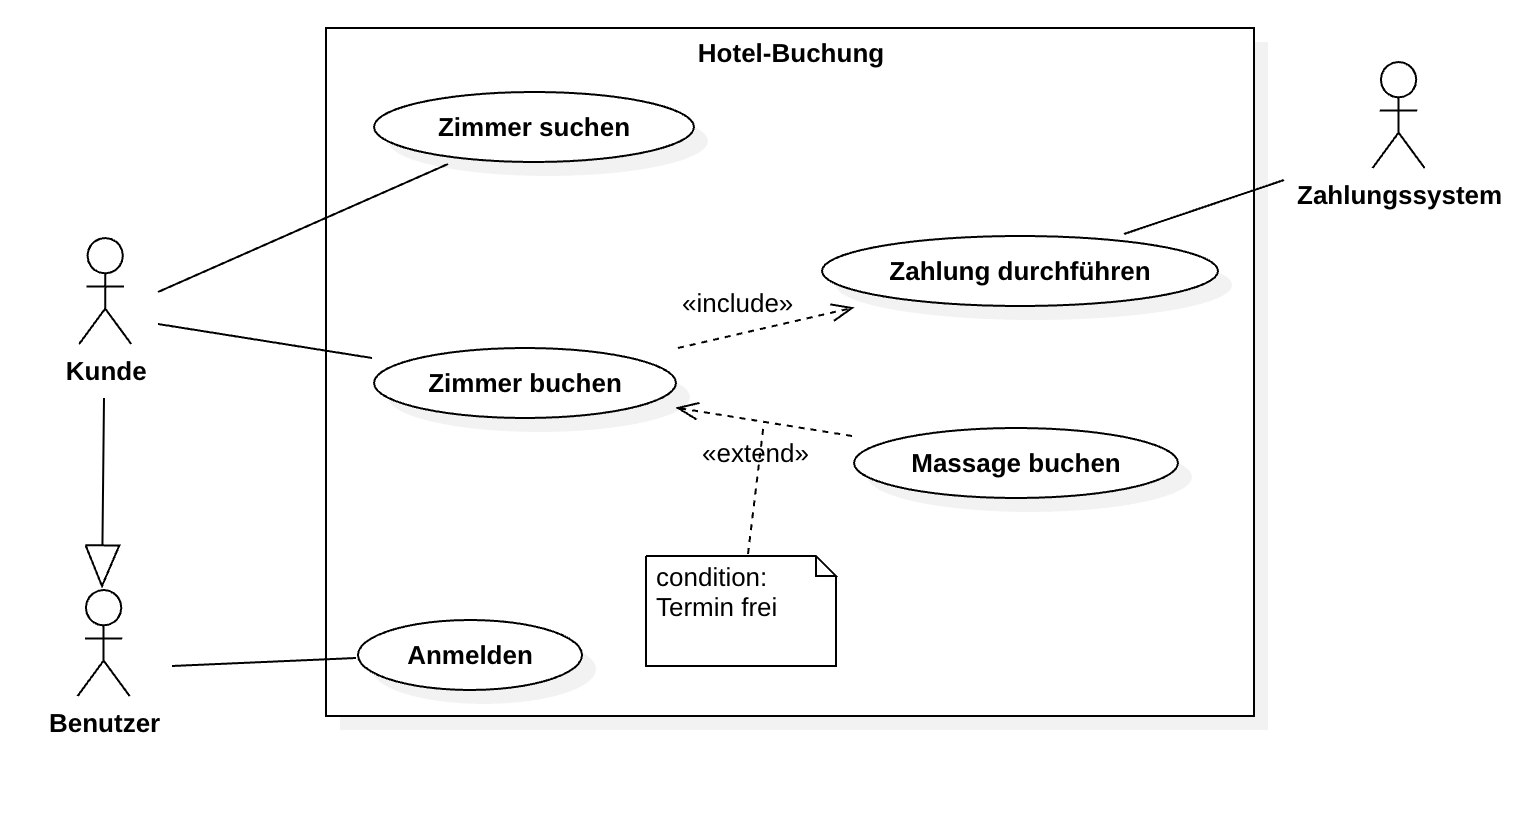 Hotel-Buchung
Zimmer suchen
Zahlungssystem
Zahlung durchführen
«include»
Kunde
Zimmer buchen
«extend»
Massage buchen
condition:
Termin frei
Anmelden
Benutzer